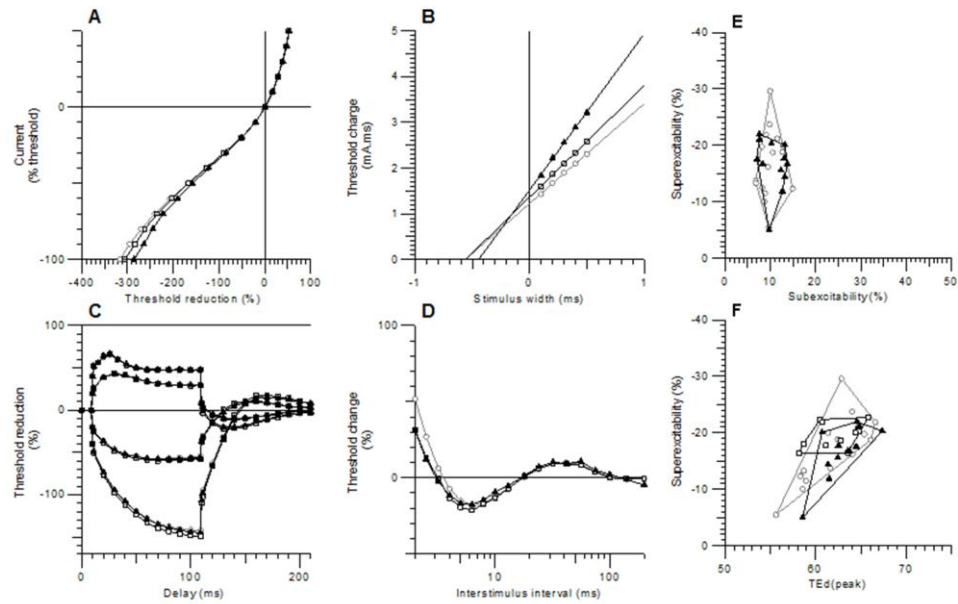 A
Current
(% threshold)
0
-100
-400
-300
-200
-100
0
100
Threshold reduction (%)
B
Threshold charge
(mA.ms)
5
4
3
2
1
0
-1
0
1
Stimulus width (ms)
E
Superexcitability (%)
-40
-30
-20
-10
0
0
10
20
30
40
50
Subexcitability (%)
C
Threshold reduction
(%)
100
0
-100
0
100
200
Delay (ms)
D
Threshold change
(%)
100
0
10
100
Interstimulus interval (ms)
F
Superexcitability (%)
-40
-30
-20
-10
0
50
60
70
75
TEd(peak)